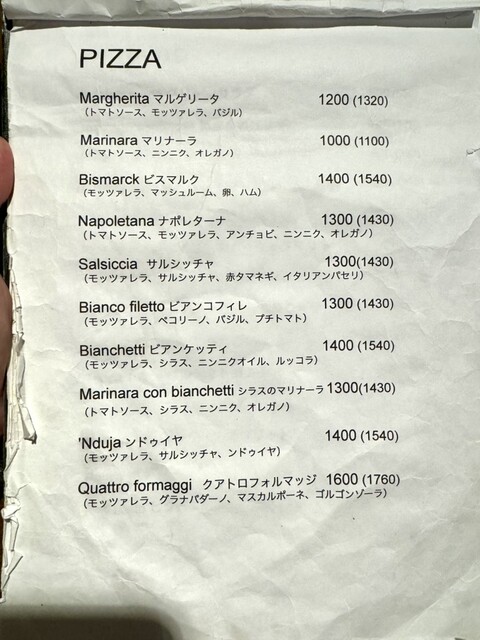 PIZZA
Margherita マルゲリータ 1200 (1320)
（トマトソース、モッツァレラ、バジル）
Marinara マリナーラ 1000 (1100)
（トマトソース、ニンニク、オレガノ）
Bismarck ビスマルク 1400 (1540)
（モッツァレラ、マッシュルーム、卵、ハム）
Napoletana ナポレターナ 1300 (1430)
（トマトソース、モッツァレラ、アンチョビ、ニンニク、オレガノ）
Salsiccia サルシッチャ 1300(1430)
（モッツァレラ、サルシッチャ、赤タマネギ、イタリアンパセリ）
Bianco filetto ビアンコフィレ 1300 (1430)
（モッツァレラ、ペコリーノ、バジル、プチトマト）
Bianchetti ビアンケッティ 1400 (1540)
（モッツァレラ、シラス、ニンニクオイル、ルッコラ）
Marinara con bianchetti シラスのマリナーラ 1300(1430)
（トマトソース、シラス、ニンニク、オレガノ）
'Nduja ンドゥイヤ 1400 (1540)
（モッツァレラ、サルシッチャ、ンドゥイヤ）
Quattro formaggi クアトロフォルマッジ 1600 (1760)
（モッツァレラ、グラナパダーノ、マスカルポーネ、ゴルゴンゾーラ）